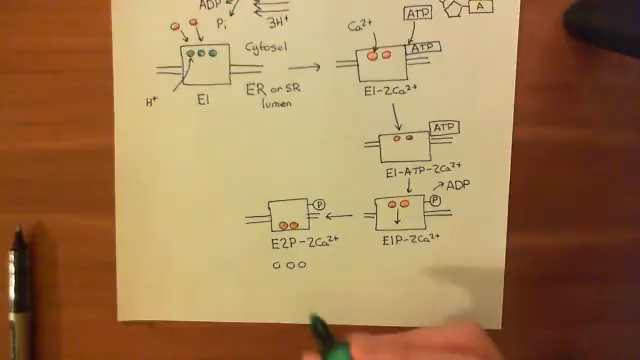 ADP
Pi
3H+
Cytosol
ER or SR
lumen
H+
E1
Ca2+
ATP
A
ATP
E1-2Ca2+
ATP
E1-ATP-2Ca2+
ADP
P
E1P-2Ca2+
P
E2P-2Ca2+